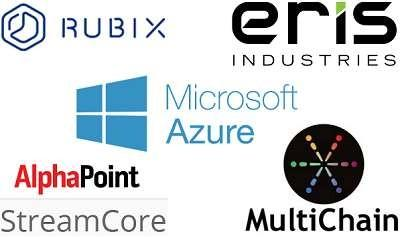 RUBIX
eris
INDUSTRIES
Microsoft
Azure
AlphaPoint
StreamCore
MultiChain